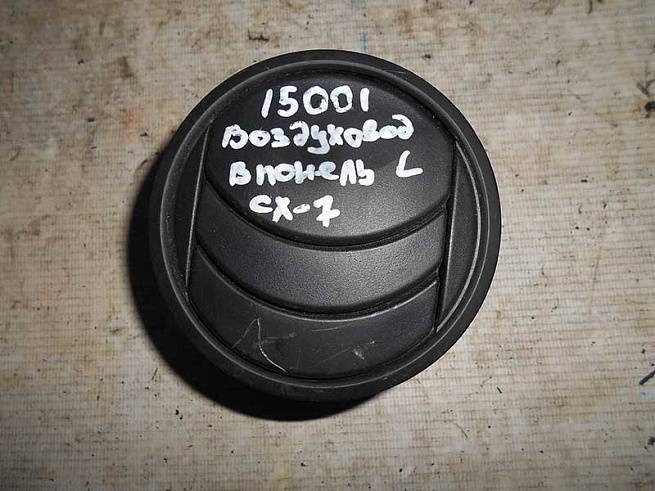 15001
Воздуховод
в понель L
CX-7